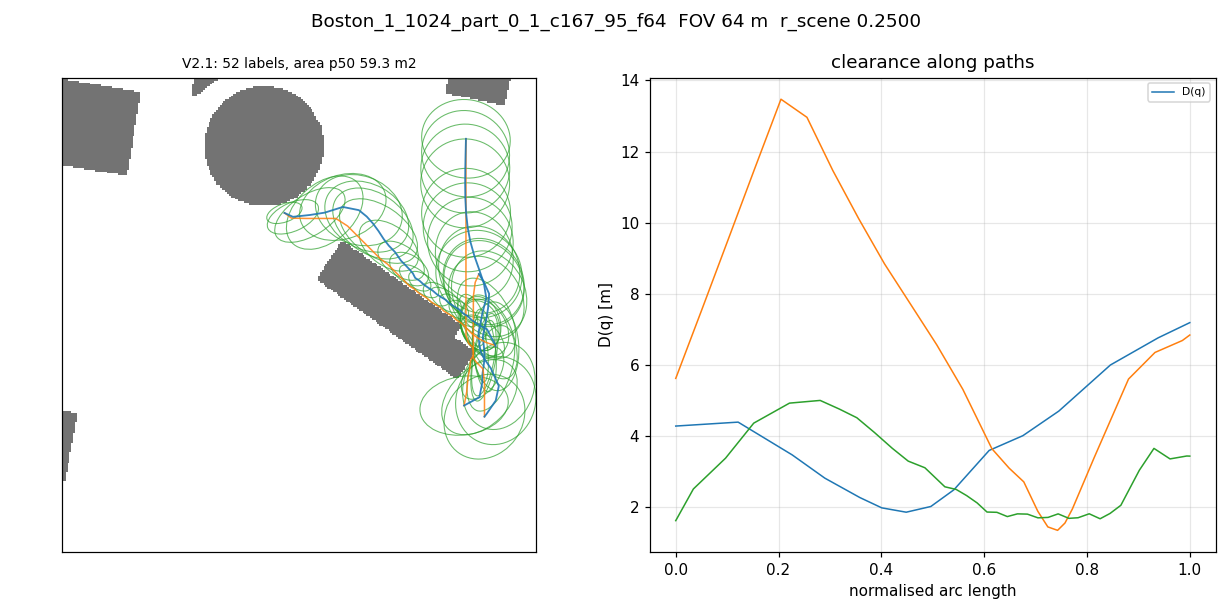 Boston_1_1024_part_0_1_c167_95_f64  FOV 64 m  r_scene 0.2500
V2.1: 52 labels, area p50 59.3 m2
clearance along paths
D(q)
14
12
10
8
6
4
2
D(q) [m]
0.0 0.2 0.4 0.6 0.8 1.0
normalised arc length